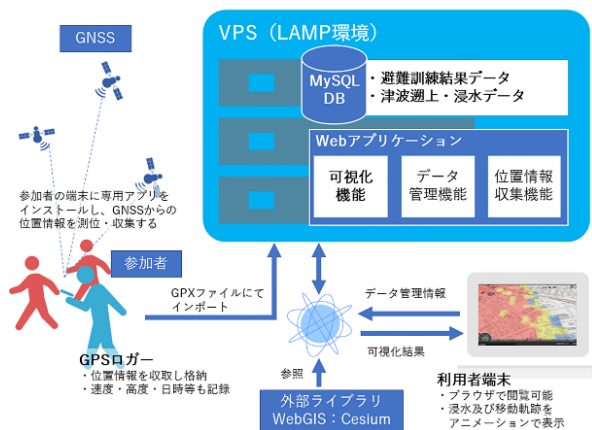 GNSS
VPS（LAMP環境）
MySQL
DB
・避難訓練結果データ
・津波遡上・浸水データ
Webアプリケーション
可視化
機能
データ
管理機能
位置情報
収集機能
参加者の端末に専用アプリを
インストールし、GNSSからの
位置情報を測位・収集する
参加者
GPXファイルにて
インポート
データ管理情報
可視化結果
GPSロガー
・位置情報を収取し格納
・速度・高度・日時等も記録
参照
外部ライブラリ
WebGIS：Cesium
利用者端末
・ブラウザで閲覧可能
・浸水及び移動軌跡を
アニメーションで表示